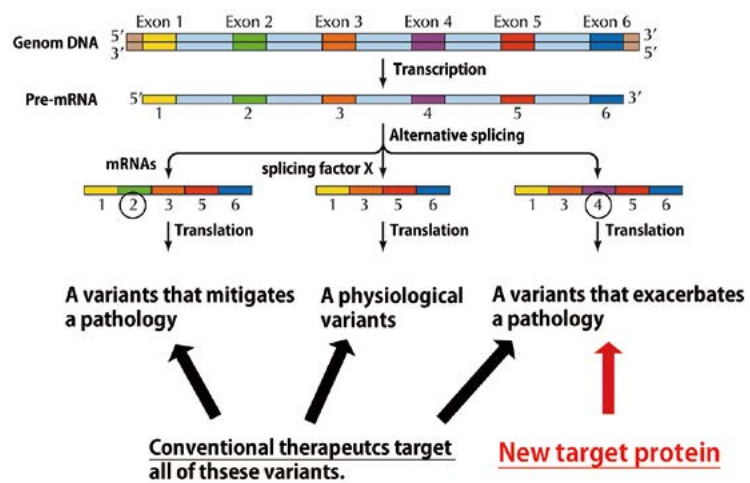 Exon 1 Exon 2 Exon 3 Exon 4 Exon 5 Exon 6
Genom DNA 5′ 3′
3′ 5′
Transcription
Pre-mRNA 5′ 3′
1 2 3 4 5 6
Alternative splicing
mRNAs splicing factor X
1 2 3 5 6 1 3 5 6 1 3 4 5 6
Translation Translation Translation
A variants that mitigates A physiological A variants that exacerbates
a pathology variants a pathology
Conventional therapeutcs target New target protein
all of thsese variants.